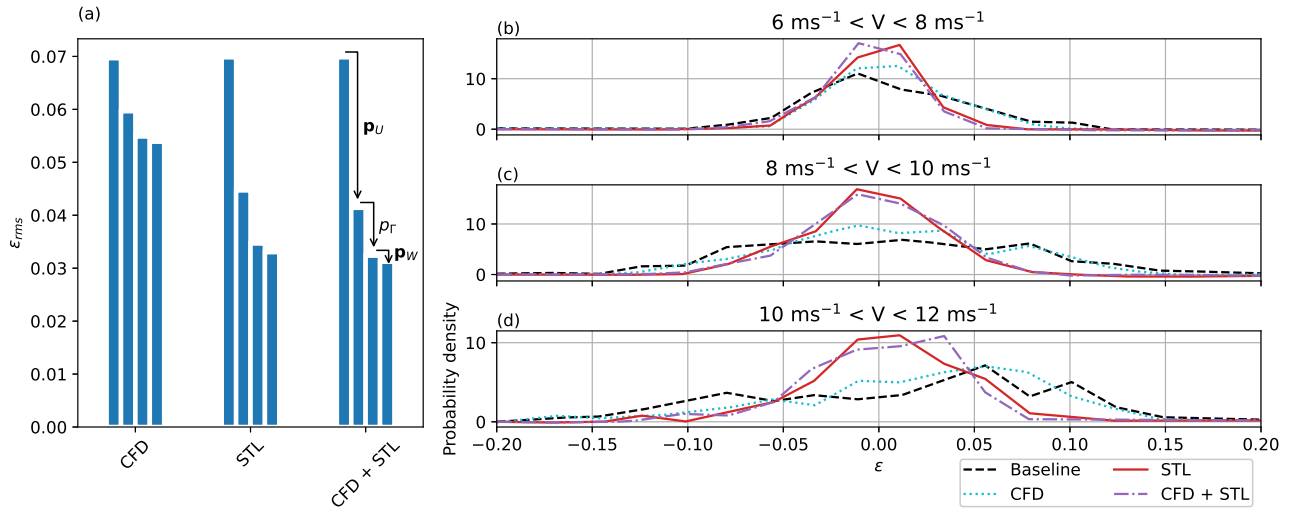 (a)
0.07
0.06
0.05
0.04
0.03
0.02
0.01
0.00
ε_rms
p_U
p_Γ
p_W
CFD
STL
CFD + STL
(b)
6 ms⁻¹ < V < 8 ms⁻¹
10
0
(c)
8 ms⁻¹ < V < 10 ms⁻¹
10
0
(d)
10 ms⁻¹ < V < 12 ms⁻¹
10
0
Probability density
−0.20 −0.15 −0.10 −0.05 0.00 0.05 0.10 0.15 0.20
ε
Baseline
CFD
STL
CFD + STL